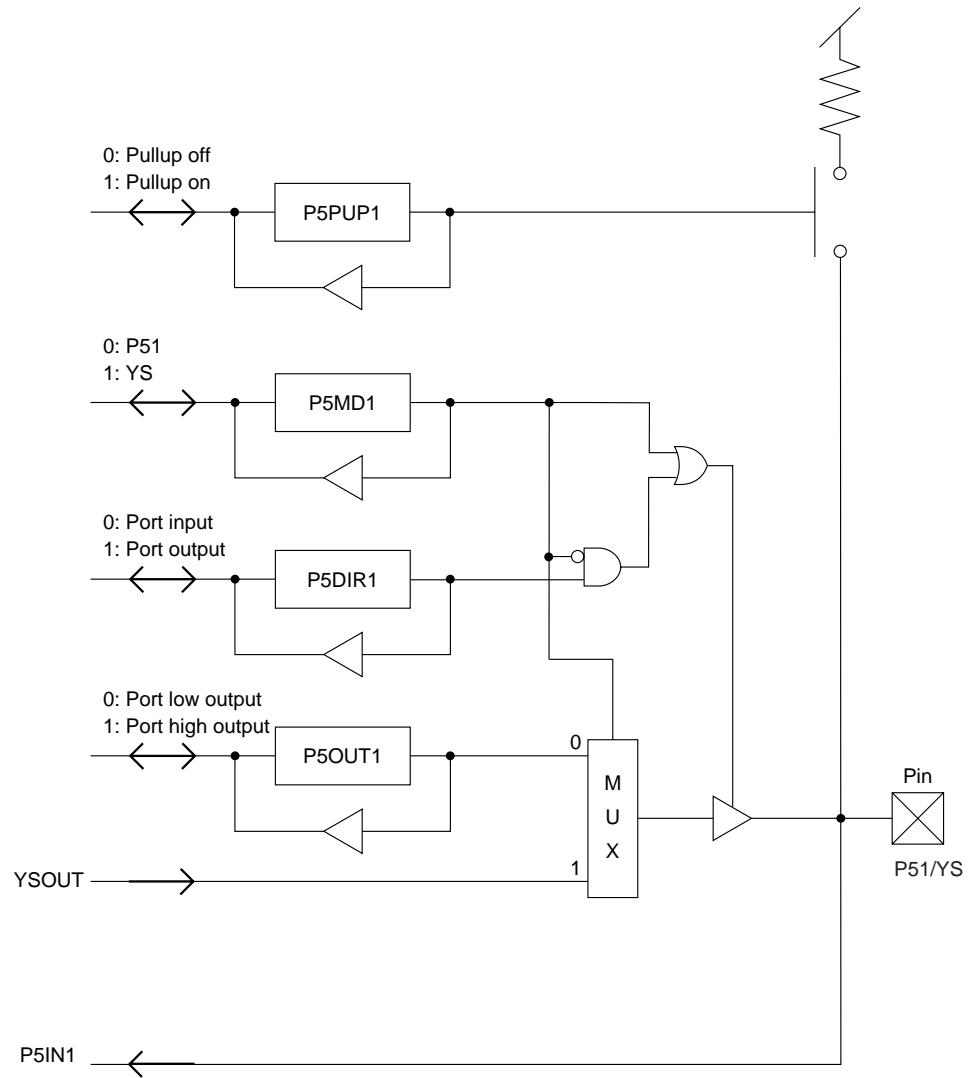 0: Pullup off
1: Pullup on
P5PUP1
0: P51
1: YS
P5MD1
0: Port input
1: Port output
P5DIR1
0: Port low output
1: Port high output
P5OUT1
0
M
U
X
1
Pin
P51/YS
YSOUT
P5IN1